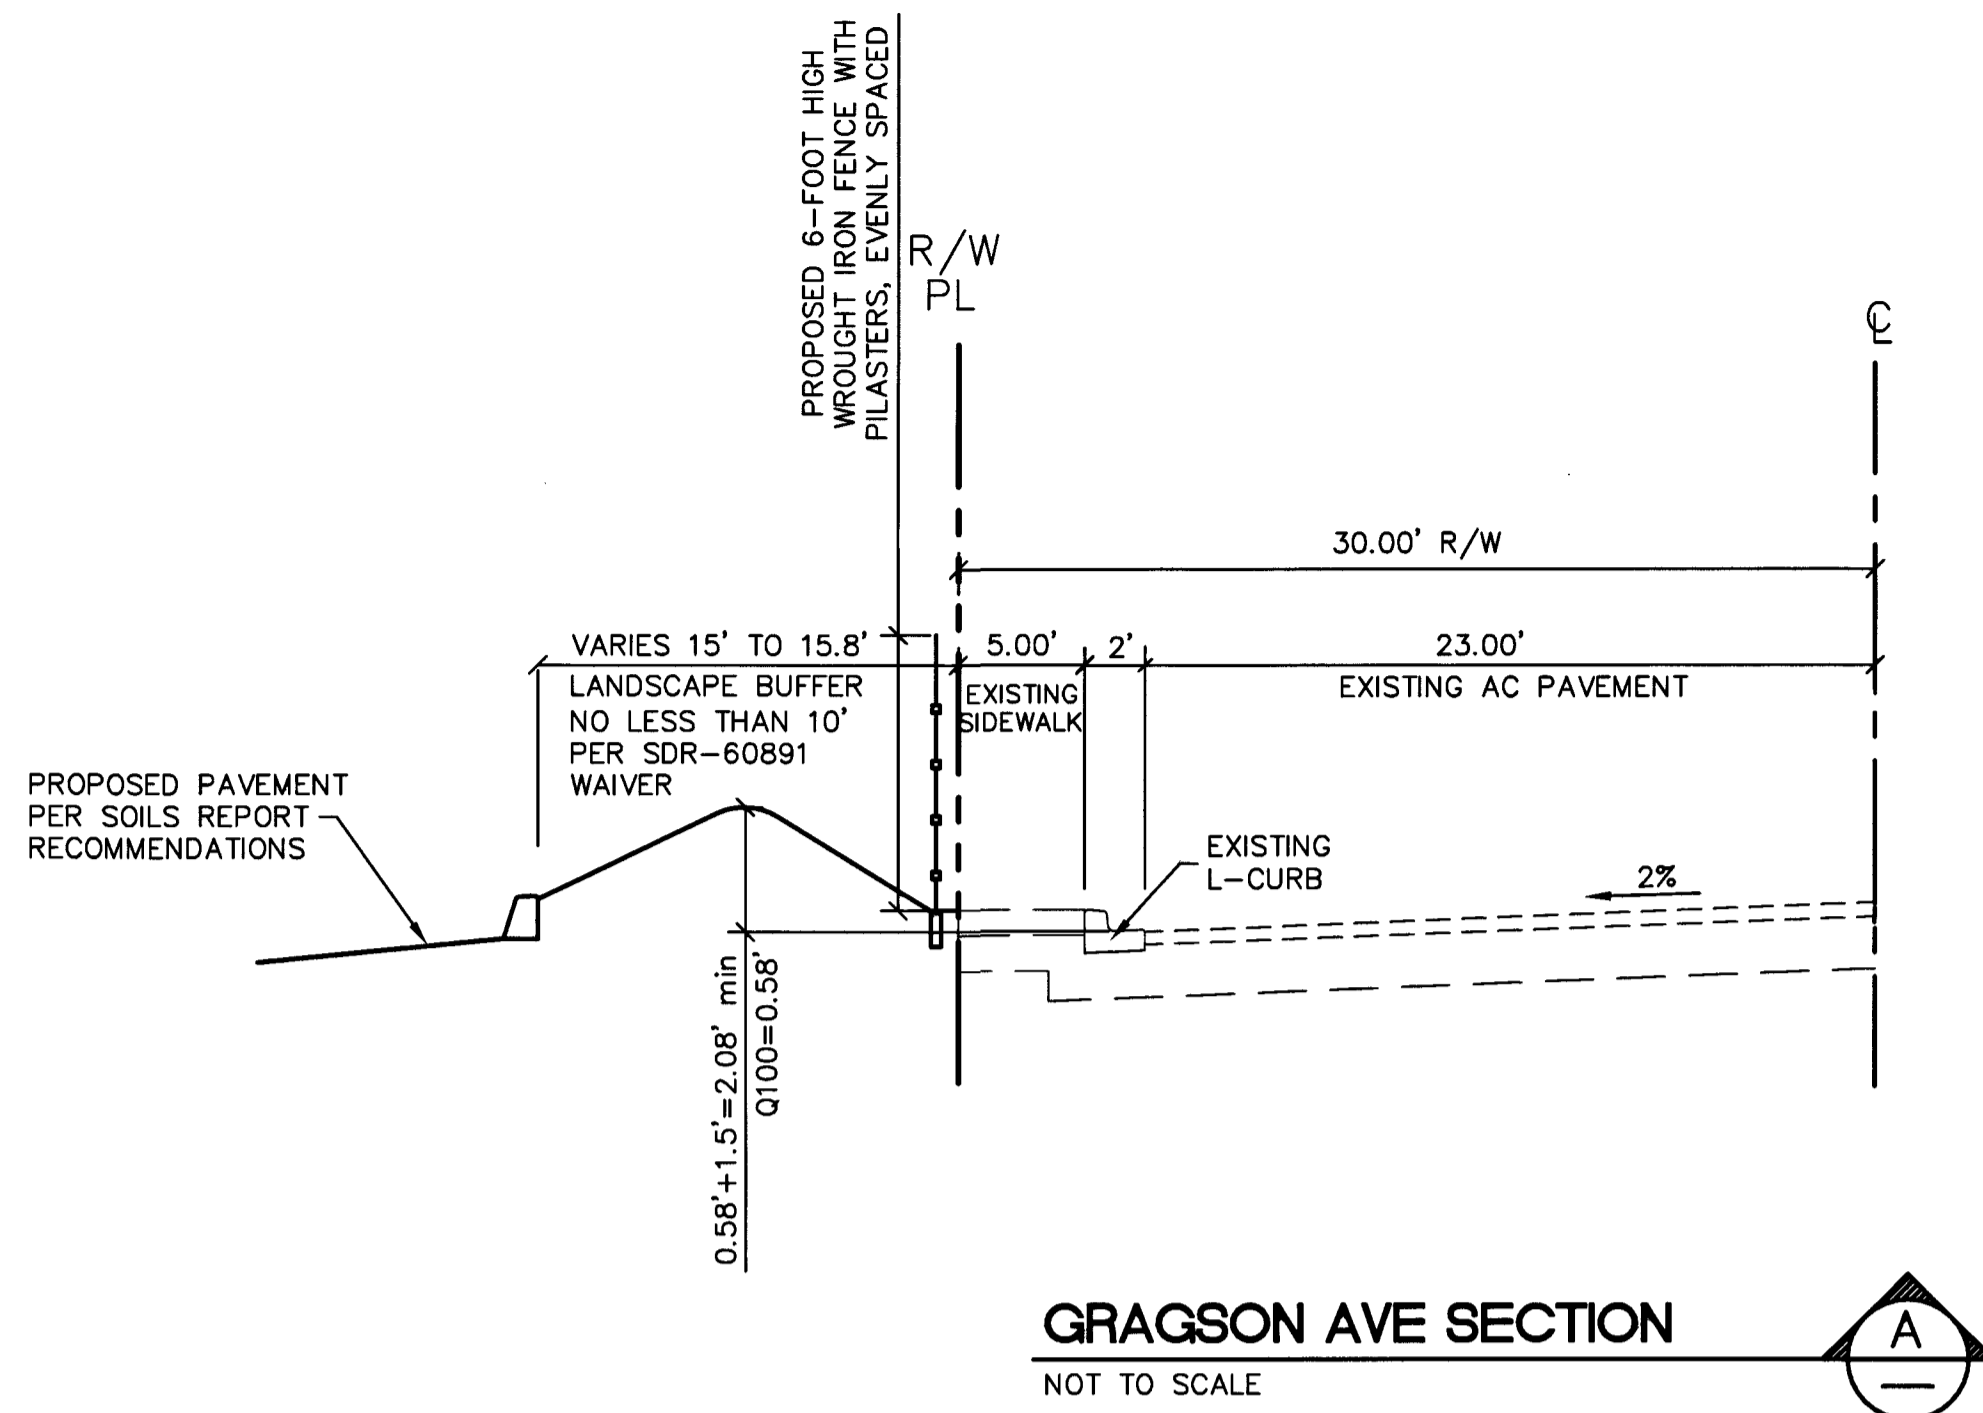 PROPOSED 6-FOOT HIGH
WROUGHT IRON FENCE WITH
PILASTERS, EVENLY SPACED
R/W
PL
CL
30.00' R/W
VARIES 15' TO 15.8'
LANDSCAPE BUFFER
NO LESS THAN 10'
PER SDR-60891
WAIVER
5.00'
EXISTING
SIDEWALK
2'
23.00'
EXISTING AC PAVEMENT
PROPOSED PAVEMENT
PER SOILS REPORT
RECOMMENDATIONS
EXISTING
L-CURB
2%
0.58'+1.5'=2.08' min
Q100=0.58'
GRAGSON AVE SECTION
NOT TO SCALE
A
—